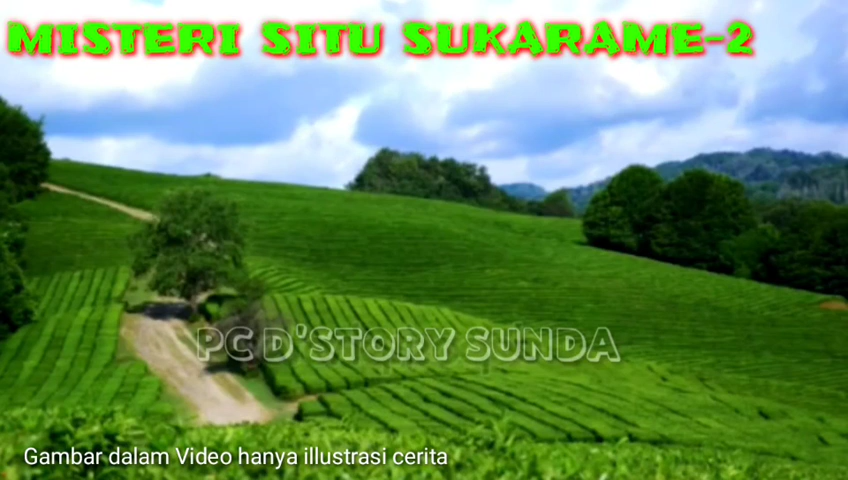 MISTERI SITU SUKARAME-2
PC D'STORY SUNDA
Gambar dalam Video hanya illustrasi cerita